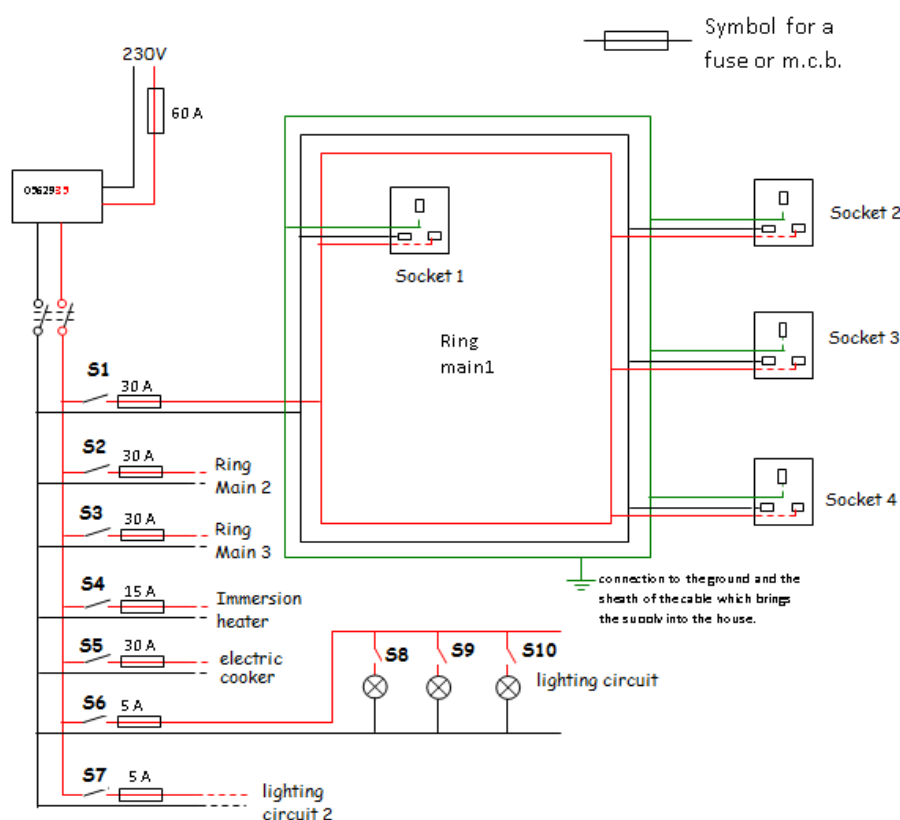 Symbol for a
fuse or m.c.b.
230V
60 A
0562935
Socket 1
Socket 2
Socket 3
Socket 4
Ring
main1
S1
30 A
S2
30 A
Ring
Main 2
S3
30 A
Ring
Main 3
connection to the ground and the
sheath of the cable which brings
the supply into the house.
S4
15 A
Immersion
heater
S5
30 A
electric
cooker
S6
5 A
S8
S9
S10
lighting circuit
S7
5 A
lighting
circuit 2